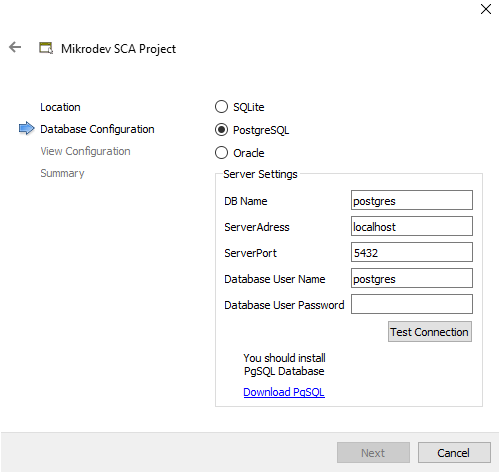 Mikrodev SCA Project
Location
Database Configuration
View Configuration
Summary
SQLite
PostgreSQL
Oracle
Server Settings
DB Name postgres
ServerAdress localhost
ServerPort 5432
Database User Name postgres
Database User Password
Test Connection
You should install
PgSQL Database
Download PgSQL
Next Cancel